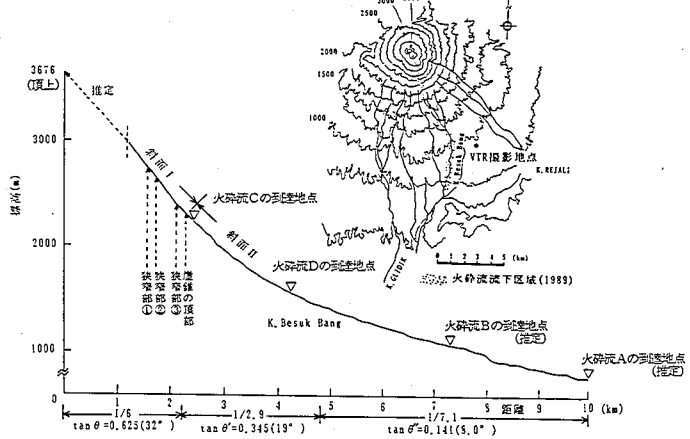 3000
2500
2000
1500
1000
VTR撮影地点
K.Besuk Bang
K.REJALI
K.GLIDIK
0 1 2 3 4 5 (km)
火砕流流下区域(1989)
3676
(頂上)
推定
3000
標高(m)
斜面I
火砕流Cの到達地点
斜面II
2000
狭窄部①
狭窄部②
狭窄部③
崖錐の頂部
火砕流Dの到達地点
K.Besuk Bang
火砕流Bの到達地点
(推定)
火砕流Aの到達地点
(推定)
1000
0
0 1 2 3 4 5 6 7 8 9 10 (km)
距離
1/6 1/2.9 1/7.1
tanθ=0.625(32°) tanθ'=0.345(19°) tanθ"=0.141(8.0°)